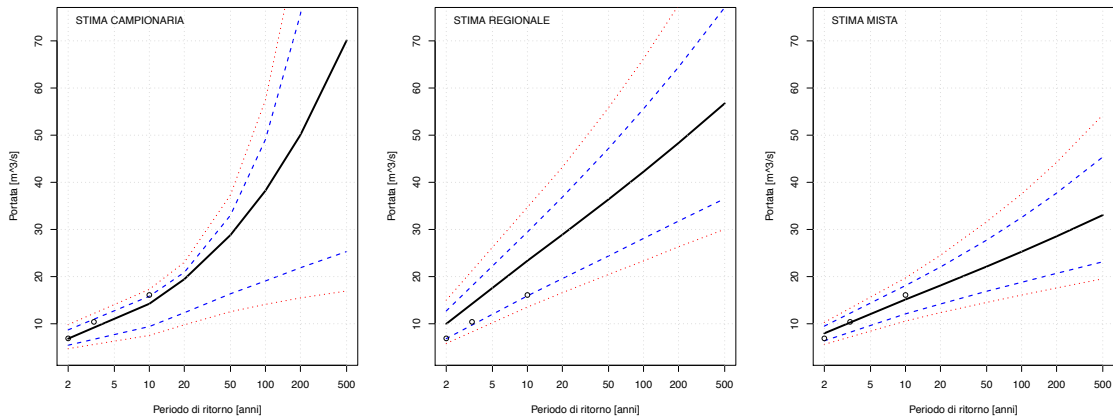 STIMA CAMPIONARIA
Portata [m^3/s]
70
60
50
40
30
20
10
2 5 10 20 50 100 200 500
Periodo di ritorno [anni]
STIMA REGIONALE
Portata [m^3/s]
70
60
50
40
30
20
10
2 5 10 20 50 100 200 500
Periodo di ritorno [anni]
STIMA MISTA
Portata [m^3/s]
70
60
50
40
30
20
10
2 5 10 20 50 100 200 500
Periodo di ritorno [anni]